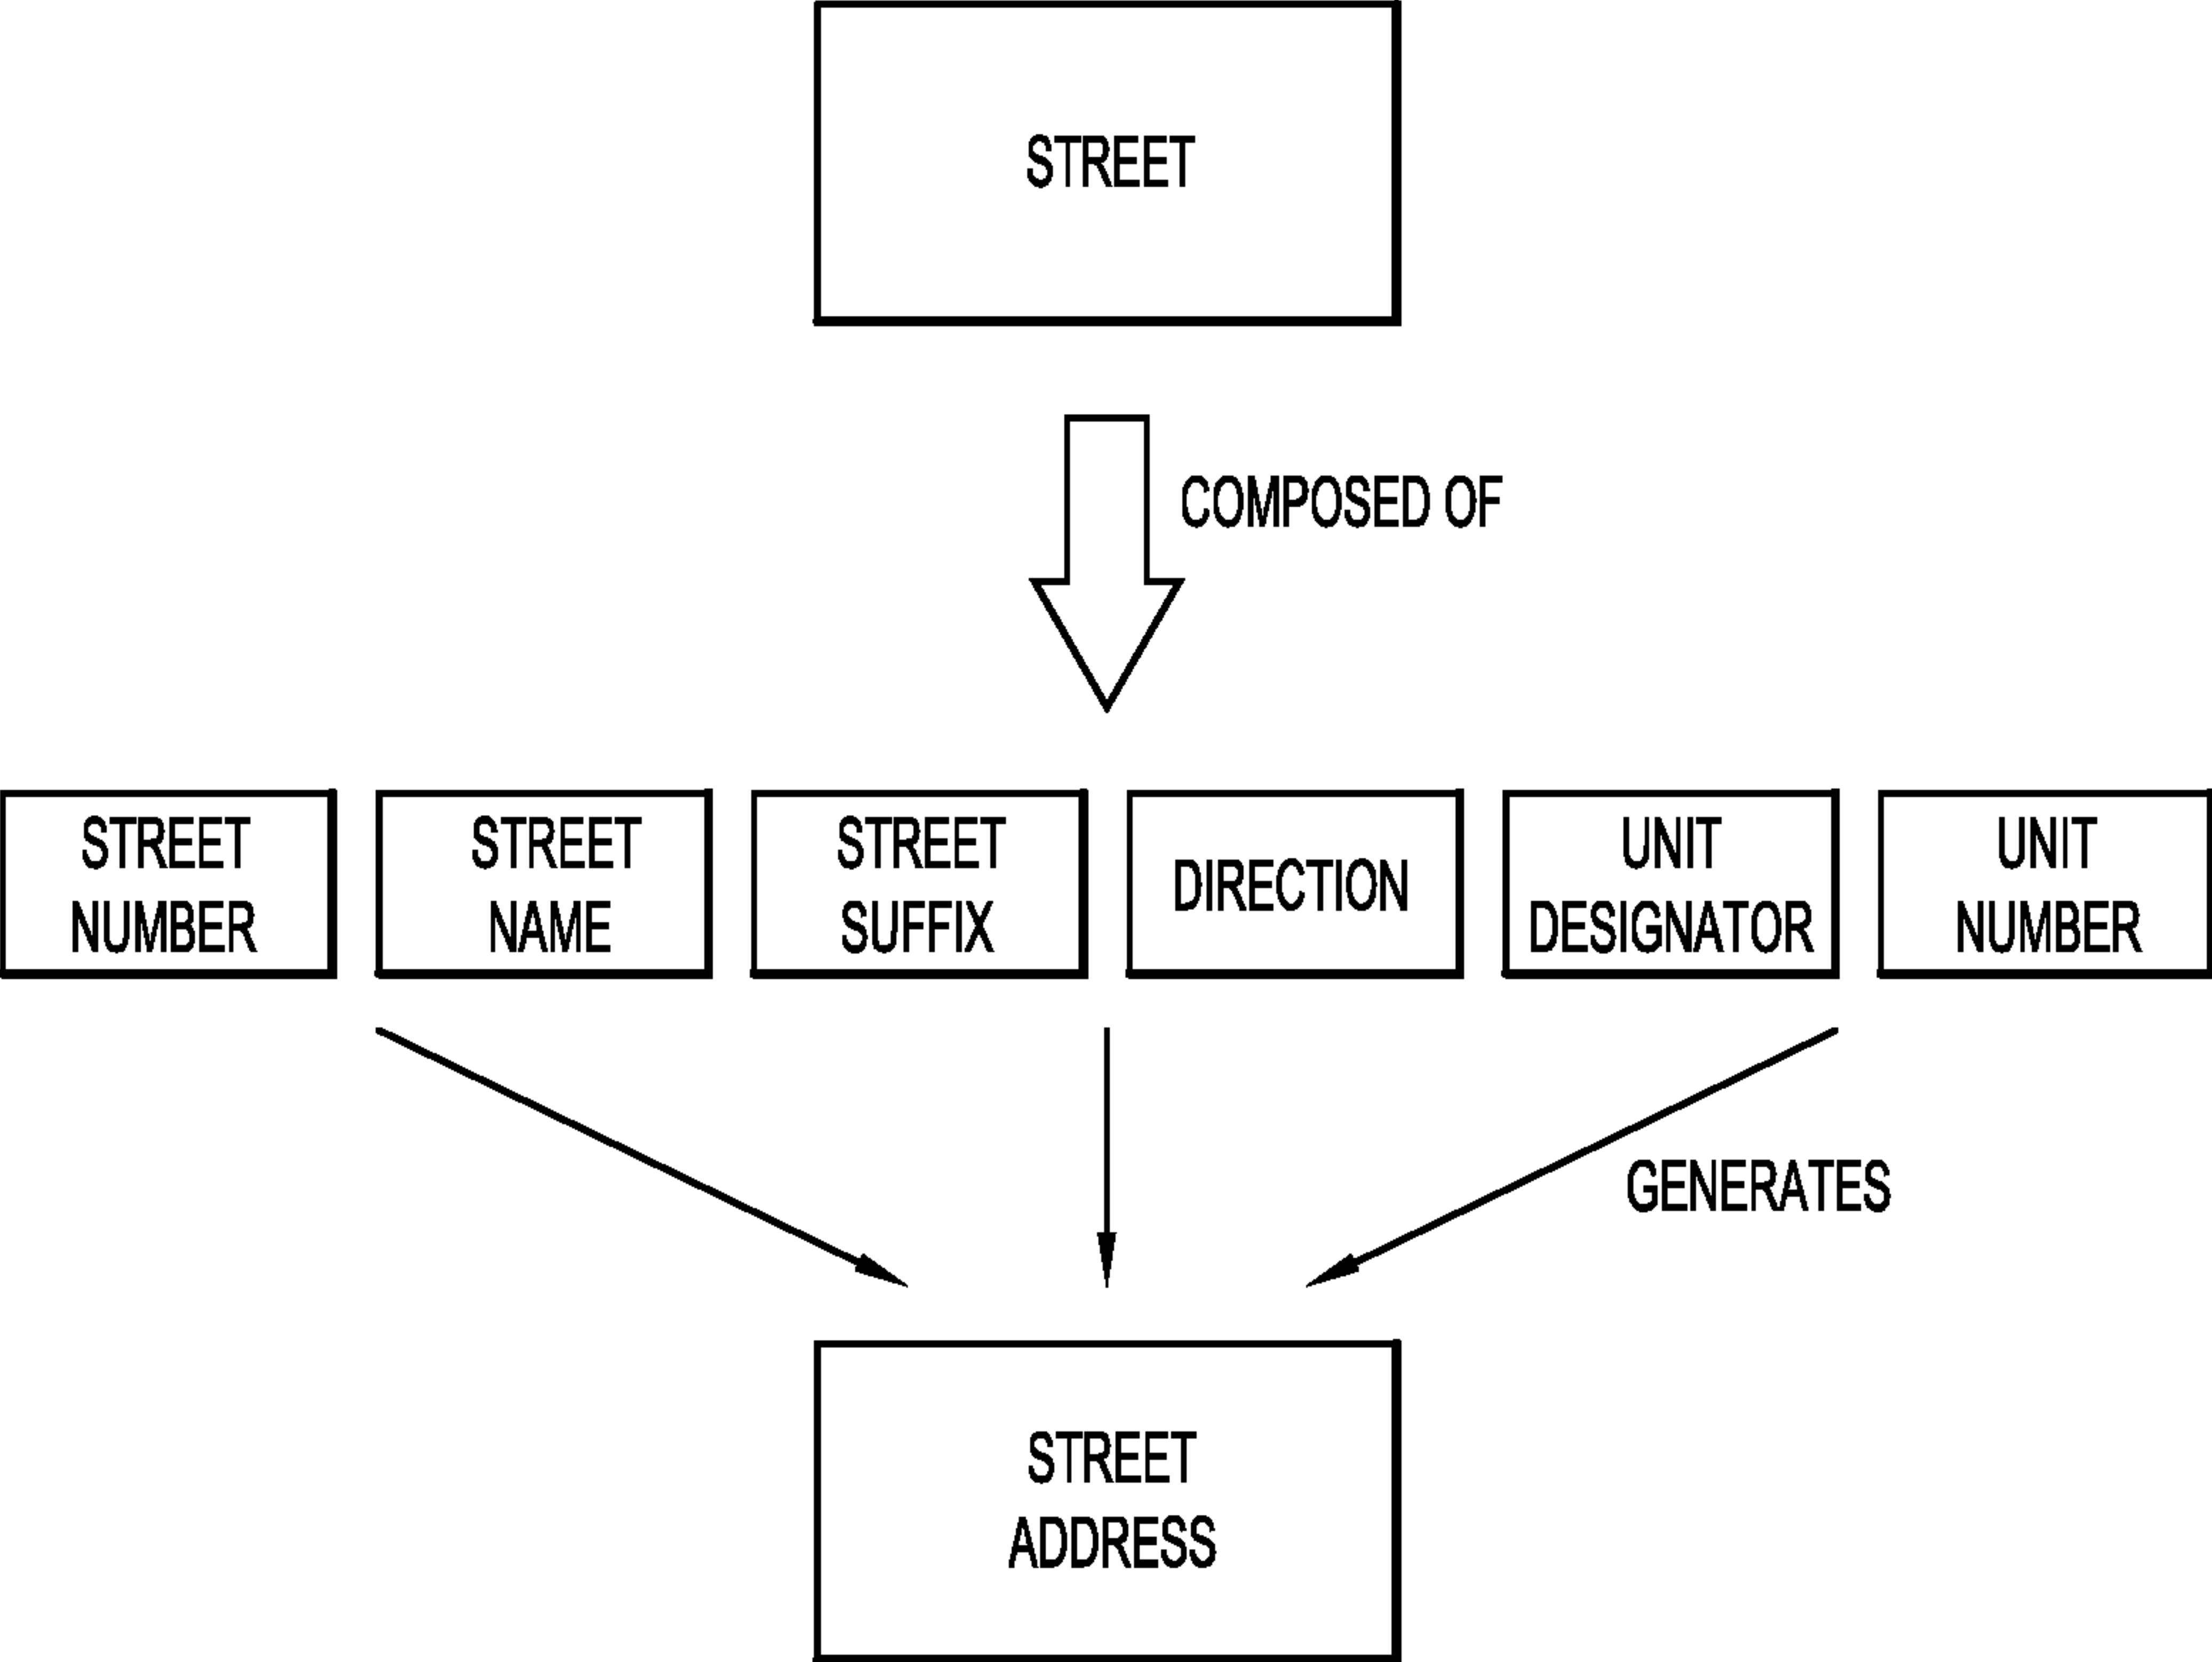 STREET
COMPOSED OF
STREET
NUMBER
STREET
NAME
STREET
SUFFIX
DIRECTION
UNIT
DESIGNATOR
UNIT
NUMBER
GENERATES
STREET
ADDRESS